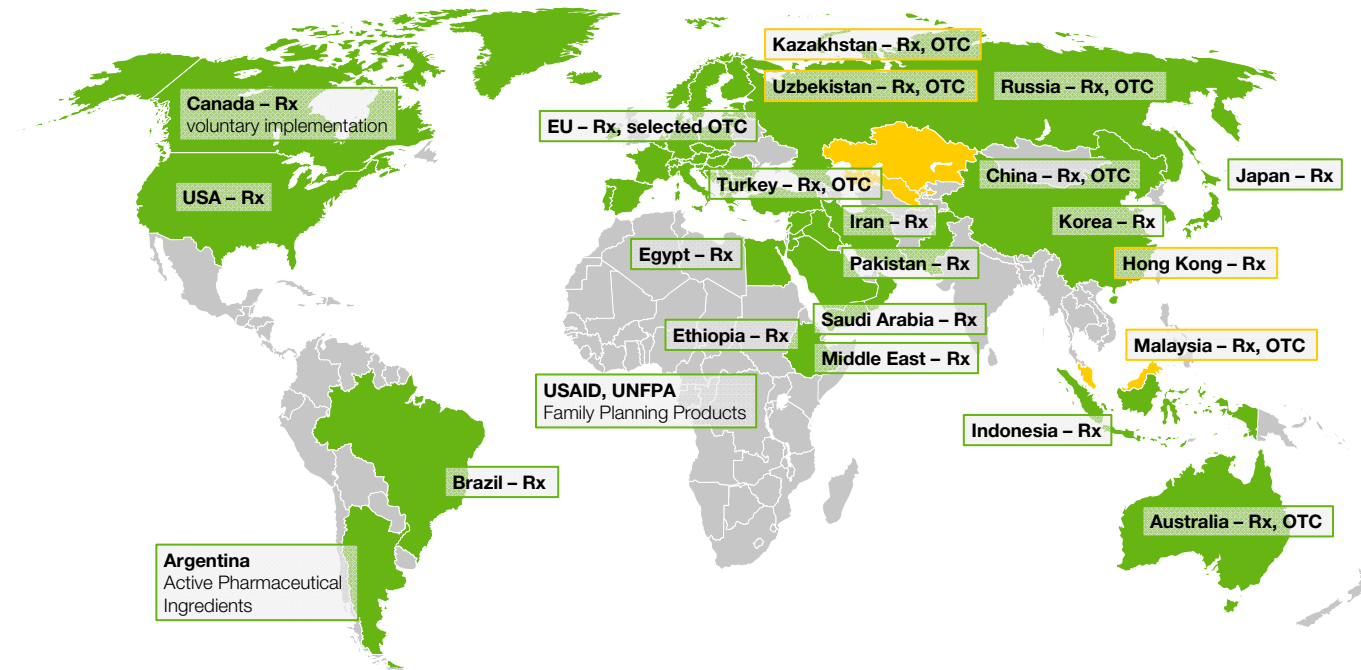 Kazakhstan – Rx, OTC
Uzbekistan – Rx, OTC
Russia – Rx, OTC
Canada – Rx
voluntary implementation
EU – Rx, selected OTC
USA – Rx
Turkey – Rx, OTC
China – Rx, OTC
Japan – Rx
Iran – Rx
Korea – Rx
Egypt – Rx
Pakistan – Rx
Hong Kong – Rx
Saudi Arabia – Rx
Ethiopia – Rx
Middle East – Rx
Malaysia – Rx, OTC
USAID, UNFPA
Family Planning Products
Indonesia – Rx
Brazil – Rx
Australia – Rx, OTC
Argentina
Active Pharmaceutical
Ingredients